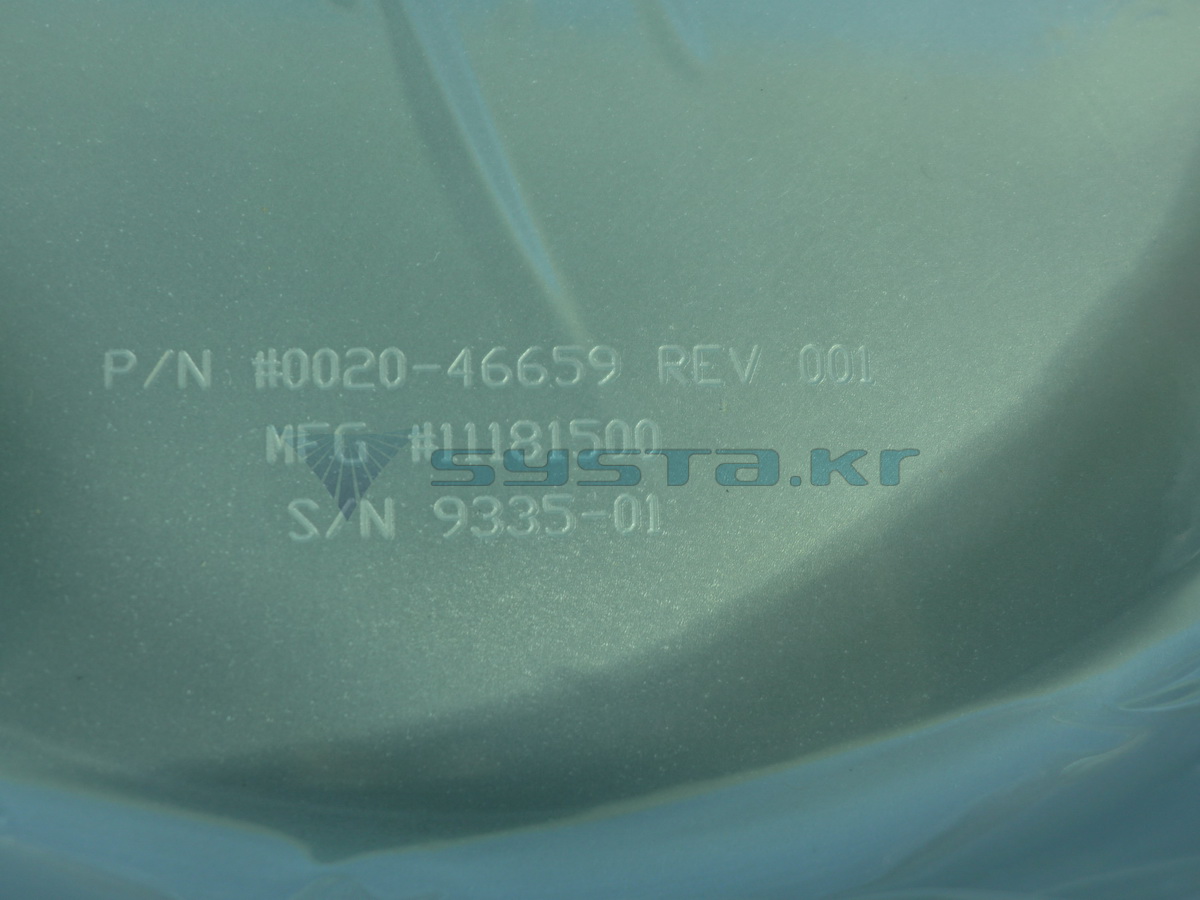 P/N #0020-46659 REV 001
MFG #11181500
systa.kr
S/N 9335-01